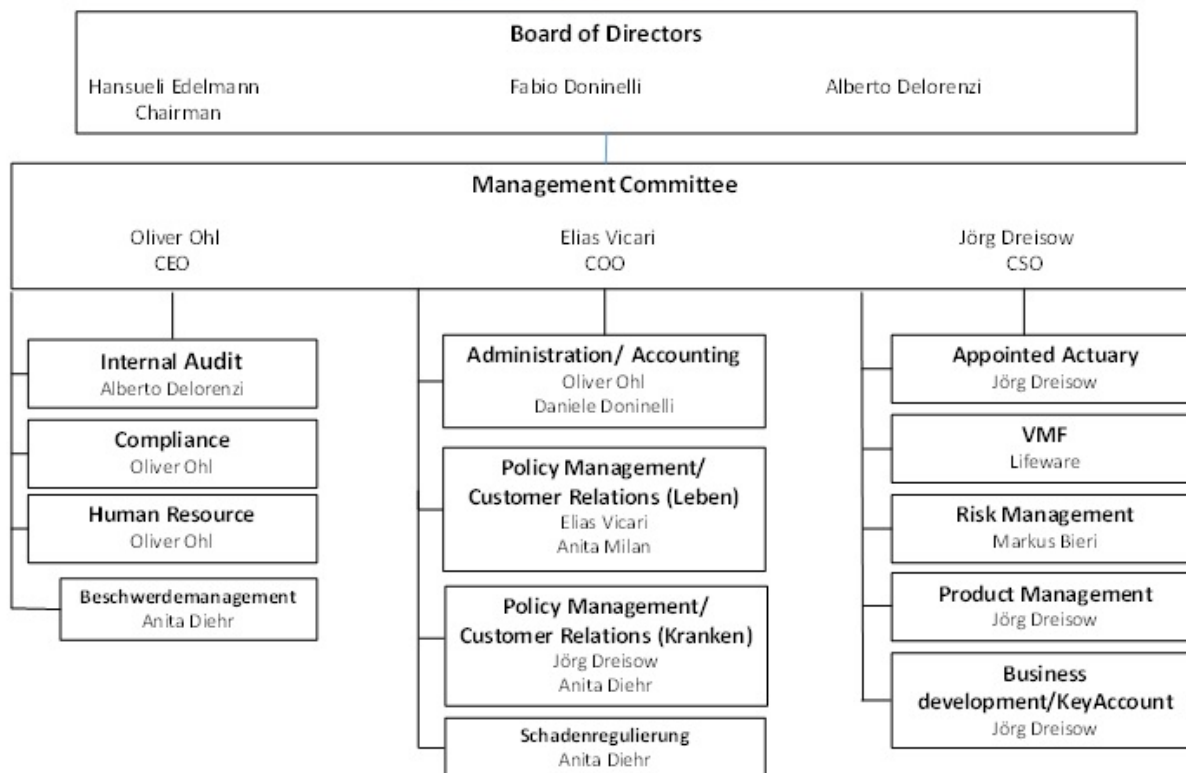 Board of Directors
Hansueli Edelmann
Chairman
Fabio Doninelli
Alberto Delorenzi
Management Committee
Oliver Ohl
CEO
Elias Vicari
COO
Jörg Dreisow
CSO
Internal Audit
Alberto Delorenzi
Compliance
Oliver Ohl
Human Resource
Oliver Ohl
Beschwerdemanagement
Anita Diehr
Administration/ Accounting
Oliver Ohl
Daniele Doninelli
Policy Management/
Customer Relations (Leben)
Elias Vicari
Anita Milan
Policy Management/
Customer Relations (Kranken)
Jörg Dreisow
Anita Diehr
Schadenregulierung
Anita Diehr
Appointed Actuary
Jörg Dreisow
VMF
Lifeware
Risk Management
Markus Bieri
Product Management
Jörg Dreisow
Business
development/KeyAccount
Jörg Dreisow